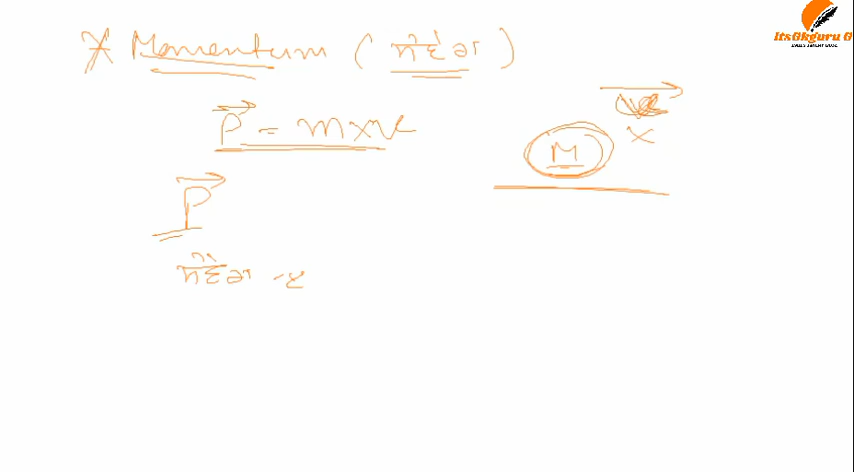 * Momentum (संवेग)
P⃗ = m×v
M
x
P⃗
संवेग
ItsGkguru G